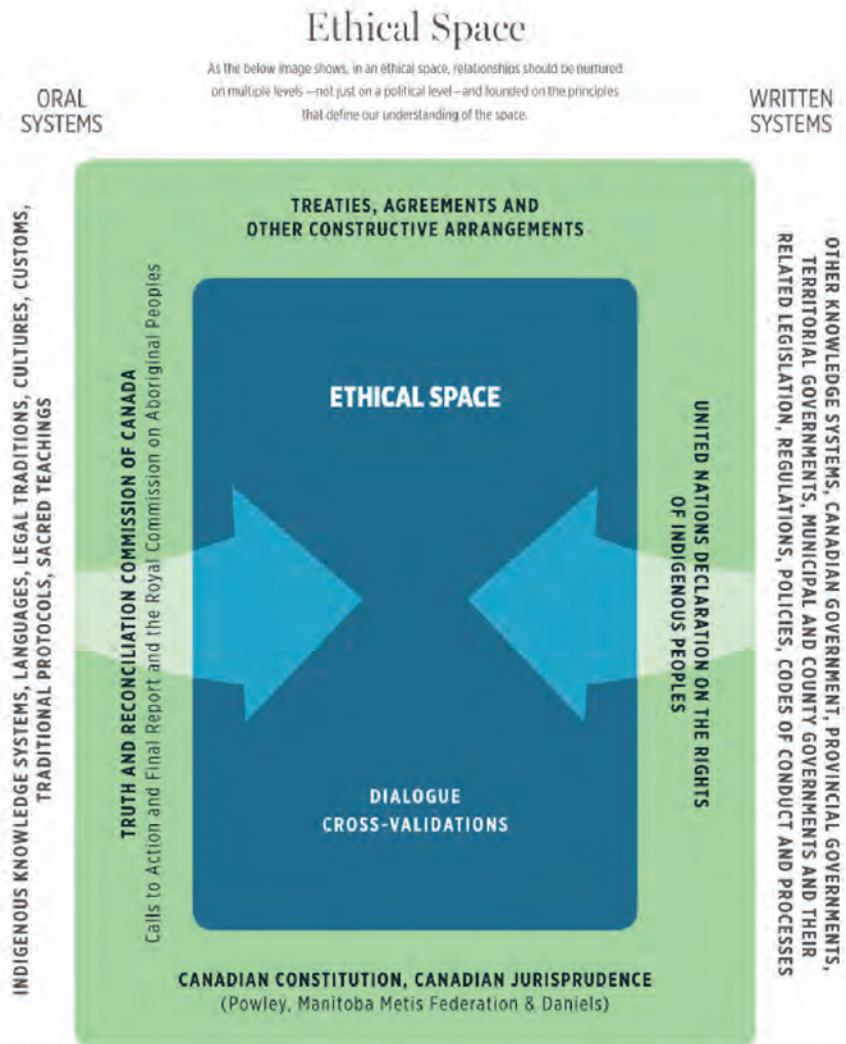 Ethical Space
As the below image shows, in an ethical space, relationships should be nurtured
on multiple levels —not just on a political level—and founded on the principles
that define our understanding of the space.
ORAL
SYSTEMS
WRITTEN
SYSTEMS
INDIGENOUS KNOWLEDGE SYSTEMS, LANGUAGES, LEGAL TRADITIONS, CULTURES, CUSTOMS,
TRADITIONAL PROTOCOLS, SACRED TEACHINGS
TREATIES, AGREEMENTS AND
OTHER CONSTRUCTIVE ARRANGEMENTS
TRUTH AND RECONCILIATION COMMISSION OF CANADA
Calls to Action and Final Report and the Royal Commission on Aboriginal Peoples
ETHICAL SPACE
DIALOGUE
CROSS-VALIDATIONS
UNITED NATIONS DECLARATION ON THE RIGHTS
OF INDIGENOUS PEOPLES
OTHER KNOWLEDGE SYSTEMS, CANADIAN GOVERNMENT, PROVINCIAL GOVERNMENTS,
TERRITORIAL GOVERNMENTS, MUNICIPAL AND COUNTY GOVERNMENTS AND THEIR
RELATED LEGISLATION, REGULATIONS, POLICIES, CODES OF CONDUCT AND PROCESSES
CANADIAN CONSTITUTION, CANADIAN JURISPRUDENCE
(Powley, Manitoba Metis Federation & Daniels)